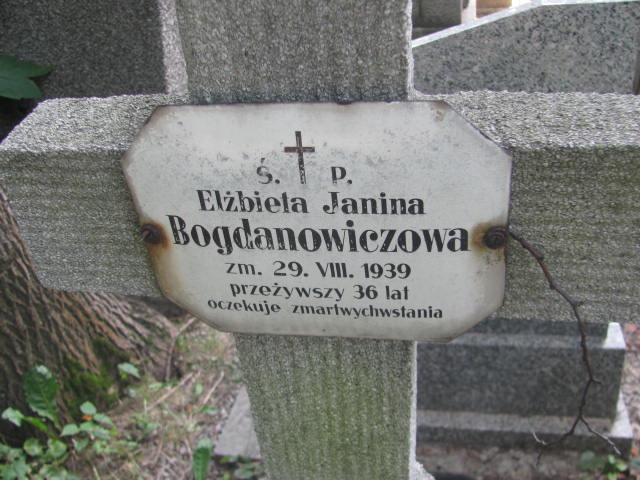 Ś. P.
Elżbieta Janina
Bogdanowiczowa
zm. 29. VIII. 1939
przeżywszy 36 lat
oczekuje zmartwychwstania